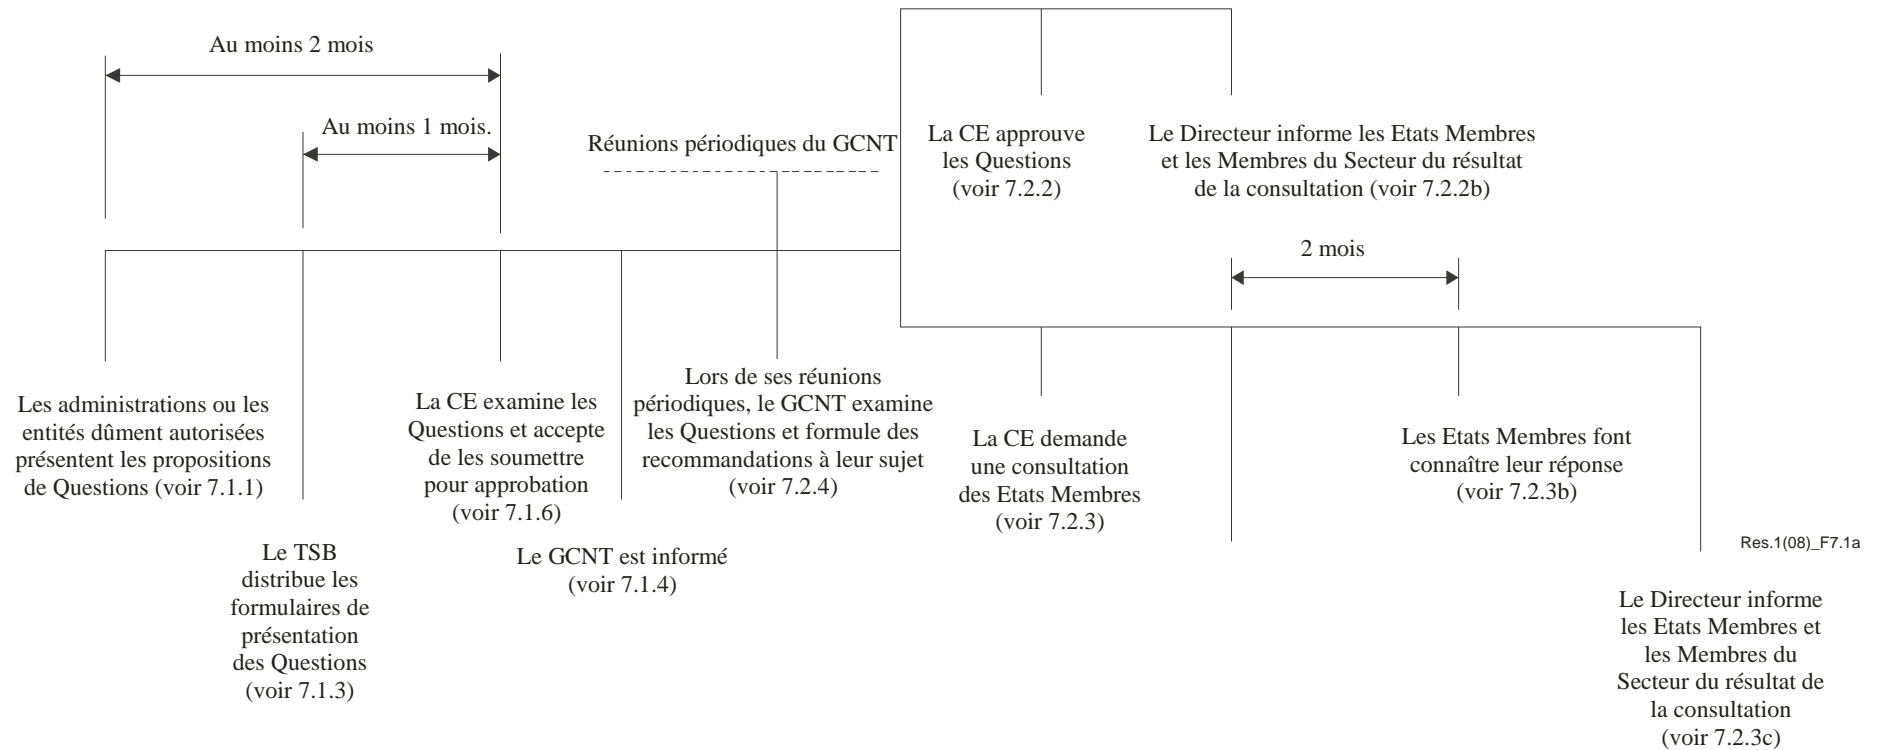 Au moins 2 mois
Au moins 1 mois.
Réunions périodiques du GCNT
La CE approuve
les Questions
(voir 7.2.2)
Le Directeur informe les Etats Membres
et les Membres du Secteur du résultat
de la consultation (voir 7.2.2b)
2 mois
Les administrations ou les
entités dûment autorisées
présentent les propositions
de Questions (voir 7.1.1)
Le TSB
distribue les
formulaires de
présentation
des Questions
(voir 7.1.3)
La CE examine les
Questions et accepte
de les soumettre
pour approbation
(voir 7.1.6)
Le GCNT est informé
(voir 7.1.4)
Lors de ses réunions
périodiques, le GCNT examine
les Questions et formule des
recommandations à leur sujet
(voir 7.2.4)
La CE demande
une consultation
des Etats Membres
(voir 7.2.3)
Les Etats Membres font
connaître leur réponse
(voir 7.2.3b)
Res.1(08)_F7.1a
Le Directeur informe
les Etats Membres et
les Membres du
Secteur du résultat de
la consultation
(voir 7.2.3c)